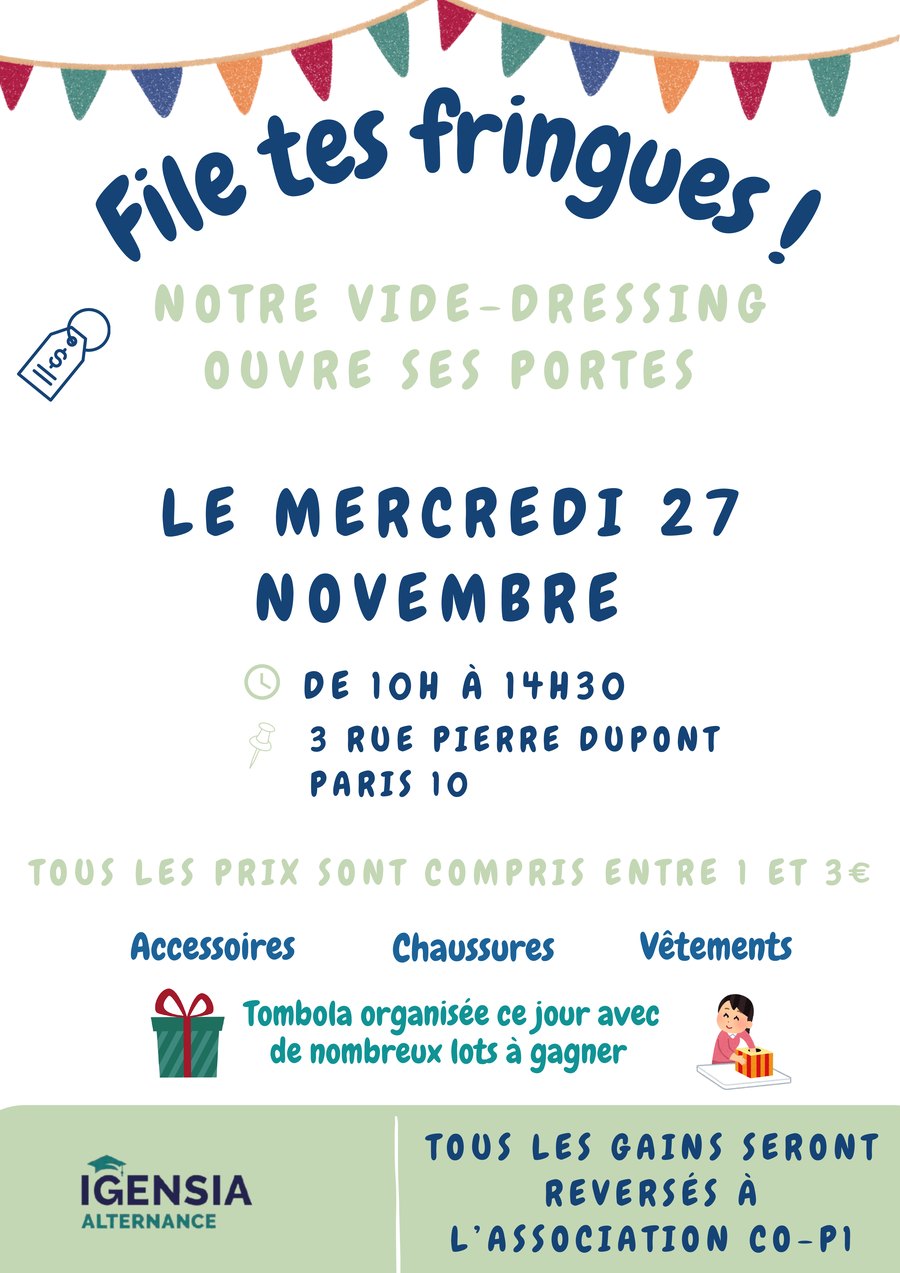 File tes fringues !
NOTRE VIDE-DRESSING
OUVRE SES PORTES
$
LE MERCREDI 27
NOVEMBRE
DE 10H À 14H30
3 RUE PIERRE DUPONT
PARIS 10
TOUS LES PRIX SONT COMPRIS ENTRE 1 ET 3€
Accessoires Chaussures Vêtements
Tombola organisée ce jour avec
de nombreux lots à gagner
IGENSIA
ALTERNANCE
TOUS LES GAINS SERONT
REVERSÉS À
L'ASSOCIATION CO-P1